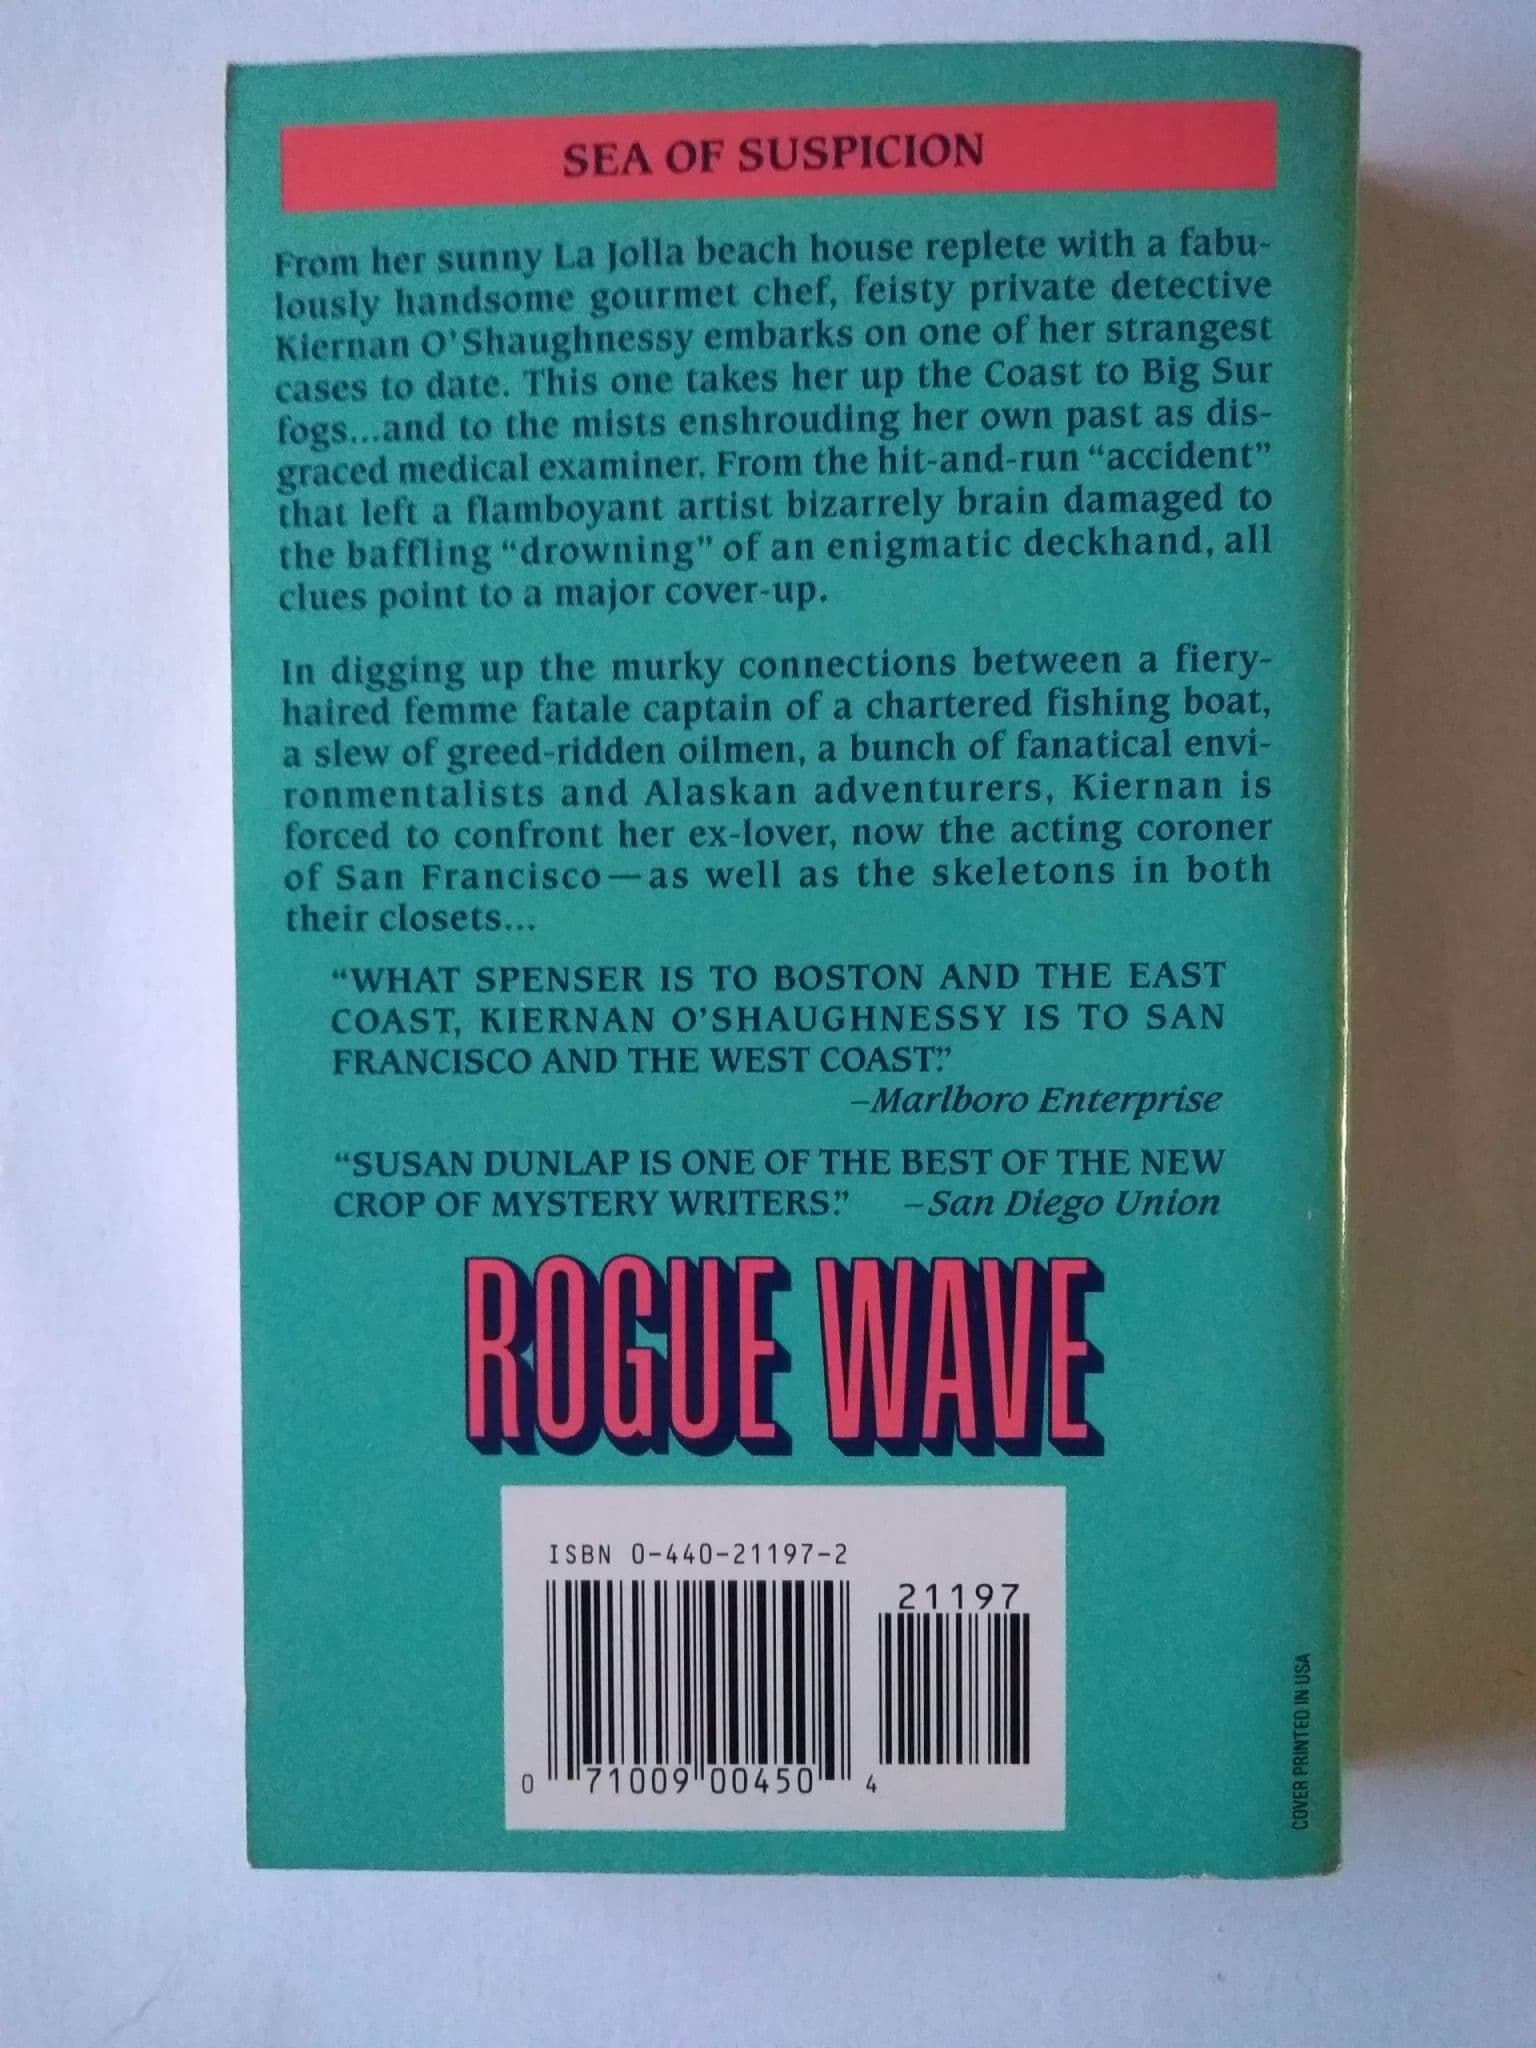 SEA OF SUSPICION
From her sunny La Jolla beach house replete with a fabu-
lously handsome gourmet chef, feisty private detective
Kiernan O'Shaughnessy embarks on one of her strangest
cases to date. This one takes her up the Coast to Big Sur
fogs...and to the mists enshrouding her own past as dis-
graced medical examiner. From the hit-and-run “accident”
that left a flamboyant artist bizarrely brain damaged to
the baffling “drowning” of an enigmatic deckhand, all
clues point to a major cover-up.
In digging up the murky connections between a fiery-
haired femme fatale captain of a chartered fishing boat,
a slew of greed-ridden oilmen, a bunch of fanatical envi-
ronmentalists and Alaskan adventurers, Kiernan is
forced to confront her ex-lover, now the acting coroner
of San Francisco—as well as the skeletons in both
their closets...
“WHAT SPENSER IS TO BOSTON AND THE EAST
COAST, KIERNAN O'SHAUGHNESSY IS TO SAN
FRANCISCO AND THE WEST COAST.”
–Marlboro Enterprise
“SUSAN DUNLAP IS ONE OF THE BEST OF THE NEW
CROP OF MYSTERY WRITERS.” –San Diego Union
ROGUE WAVE
ISBN 0-440-21197-2
21197
0 71009 00450 4
COVER PRINTED IN USA